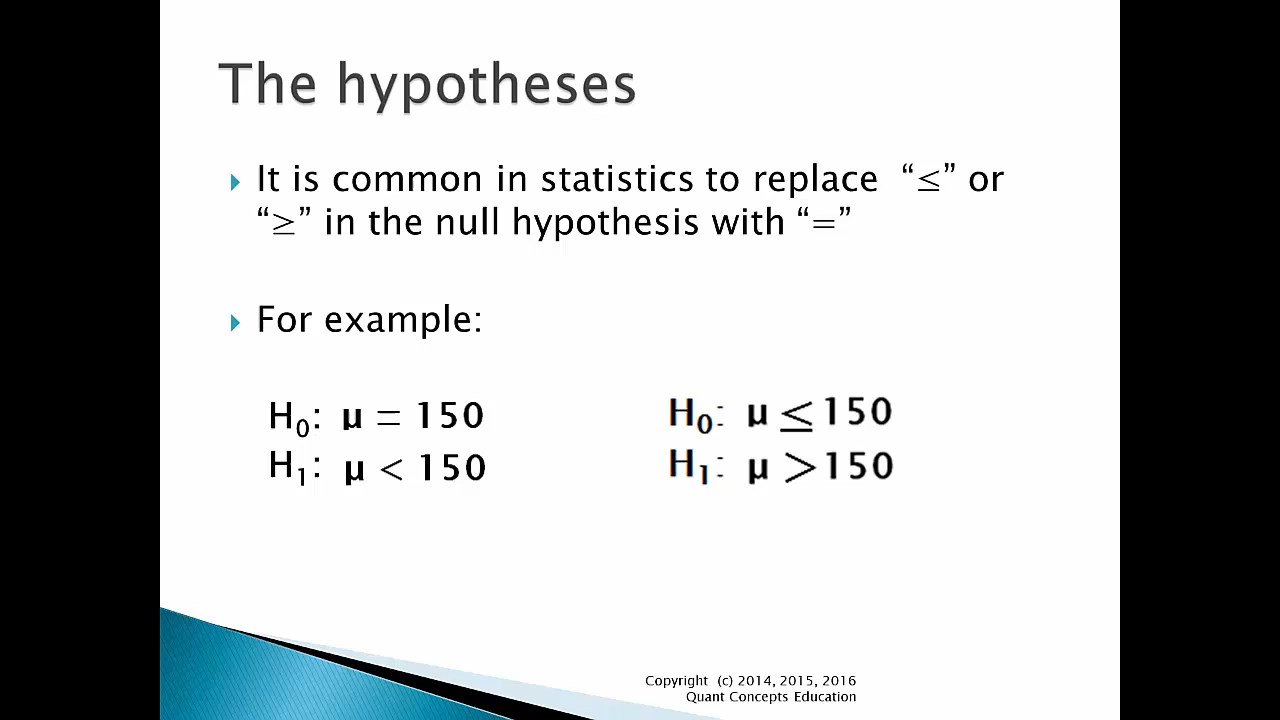 The hypotheses
It is common in statistics to replace “≤” or
“≥” in the null hypothesis with “=”
For example:
H₀: μ = 150
H₁: μ < 150
H₀: μ ≤ 150
H₁: μ > 150
Copyright (c) 2014, 2015, 2016
Quant Concepts Education